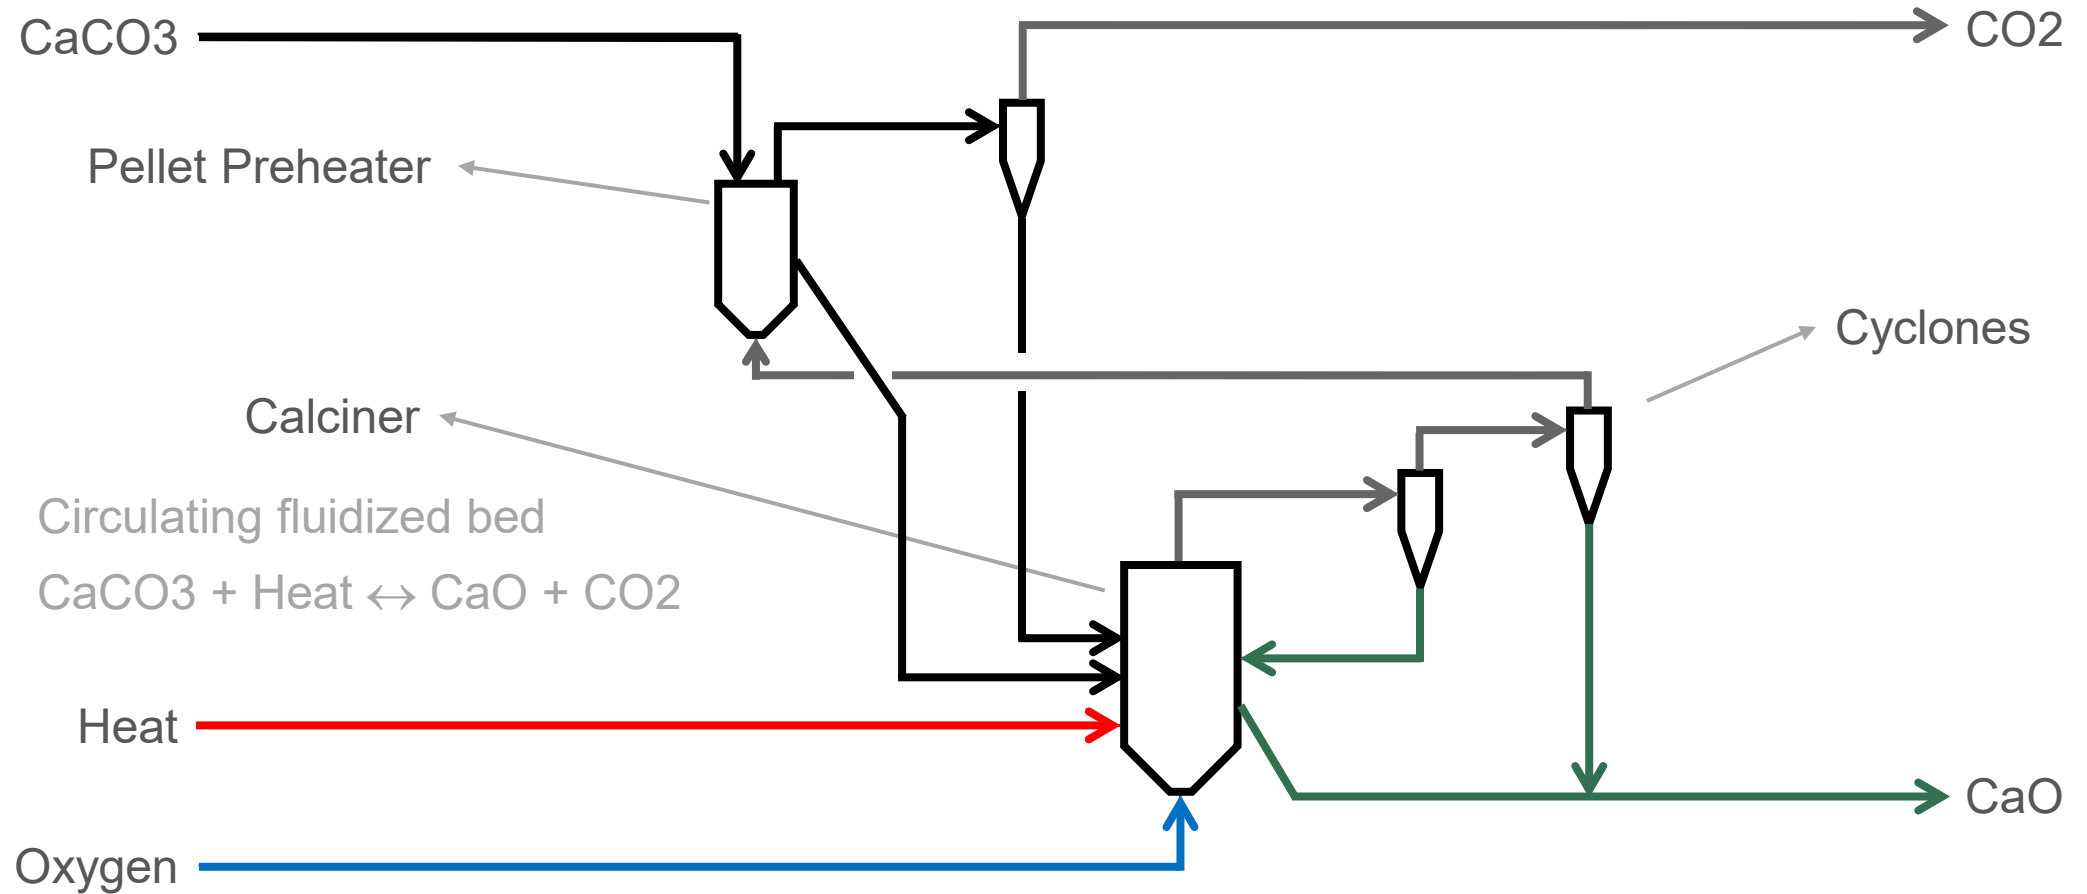 CaCO3
CO2
Pellet Preheater
Cyclones
Calciner
Circulating fluidized bed
CaCO3 + Heat ↔ CaO + CO2
Heat
CaO
Oxygen